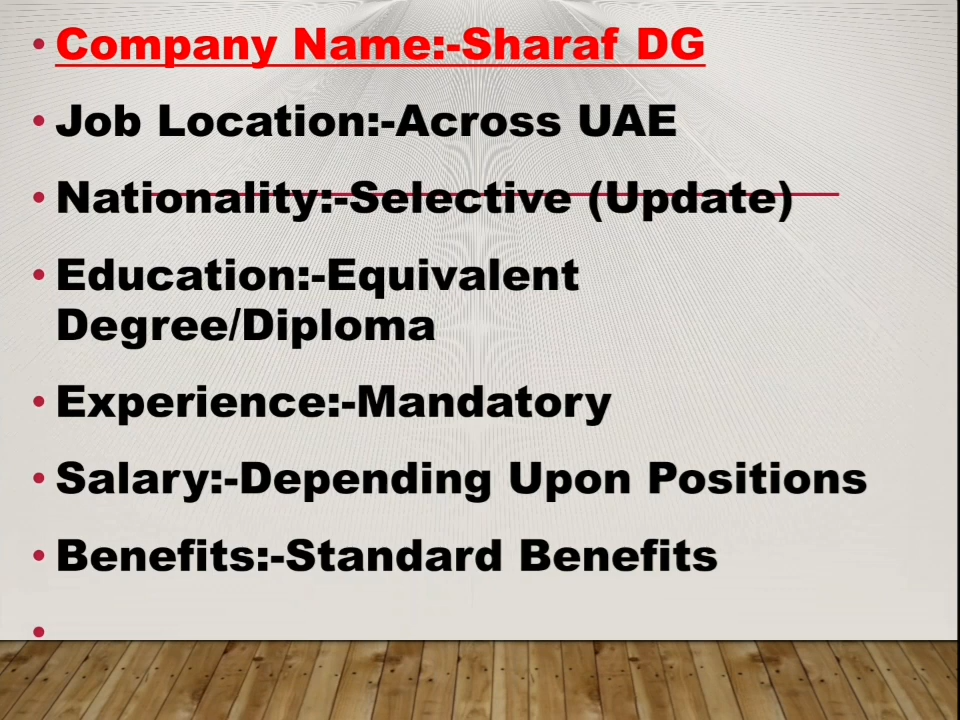 • Company Name:-Sharaf DG
• Job Location:-Across UAE
• Nationality:-Selective (Update)
• Education:-Equivalent
Degree/Diploma
• Experience:-Mandatory
• Salary:-Depending Upon Positions
• Benefits:-Standard Benefits
•